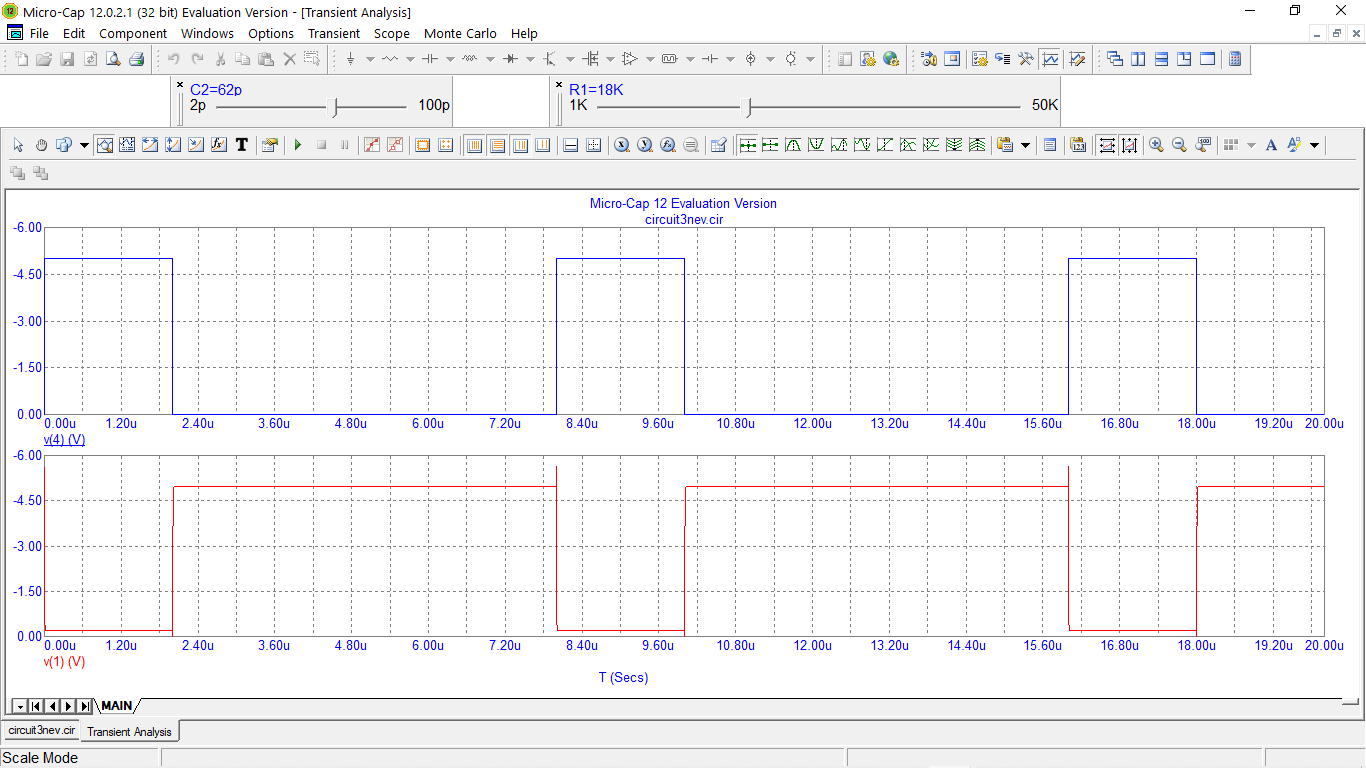 12 Micro-Cap 12.0.2.1 (32 bit) Evaluation Version - [Transient Analysis]
File Edit Component Windows Options Transient Scope Monte Carlo Help
C2=62p
2p 100p
R1=18K
1K 50K
Micro-Cap 12 Evaluation Version
circuit3nev.cir
-6.00
-4.50
-3.00
-1.50
0.00
0.00u 1.20u 2.40u 3.60u 4.80u 6.00u 7.20u 8.40u 9.60u 10.80u 12.00u 13.20u 14.40u 15.60u 16.80u 18.00u 19.20u 20.00u
v(4) (V)
-6.00
-4.50
-3.00
-1.50
0.00
0.00u 1.20u 2.40u 3.60u 4.80u 6.00u 7.20u 8.40u 9.60u 10.80u 12.00u 13.20u 14.40u 15.60u 16.80u 18.00u 19.20u 20.00u
v(1) (V)
T (Secs)
MAIN
circuit3nev.cir Transient Analysis
Scale Mode